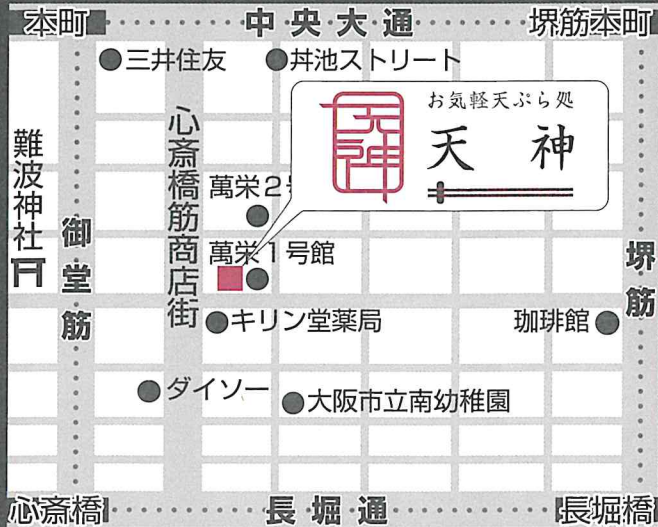 本町
中央大通
堺筋本町
三井住友
丼池ストリート
お気軽天ぷら処
天神
天神
心斎橋筋商店街
難波神社
御堂筋
萬栄2号
萬栄1号館
堺筋
キリン堂薬局
珈琲館
ダイソー
大阪市立南幼稚園
心斎橋
長堀通
長堀橋